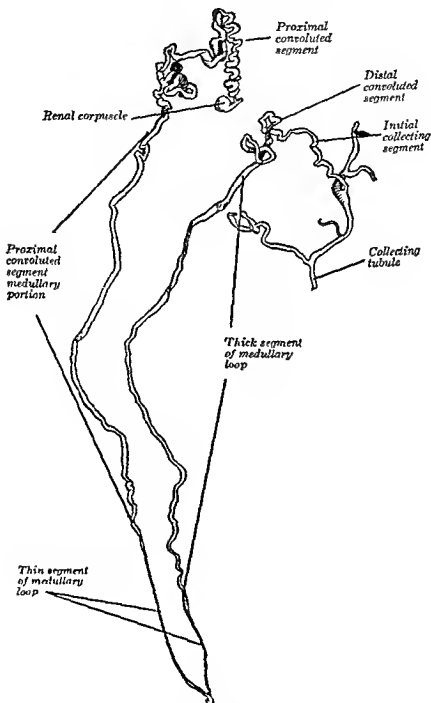 Proximal
convoluted
segment
Distal
convoluted
segment
Renal corpuscle
Initial
collecting
segment
Proximal
convoluted
segment
medullary
portion
Collecting
tubule
Thick segment
of medullary
loop
Thin segment
of medullary
loop